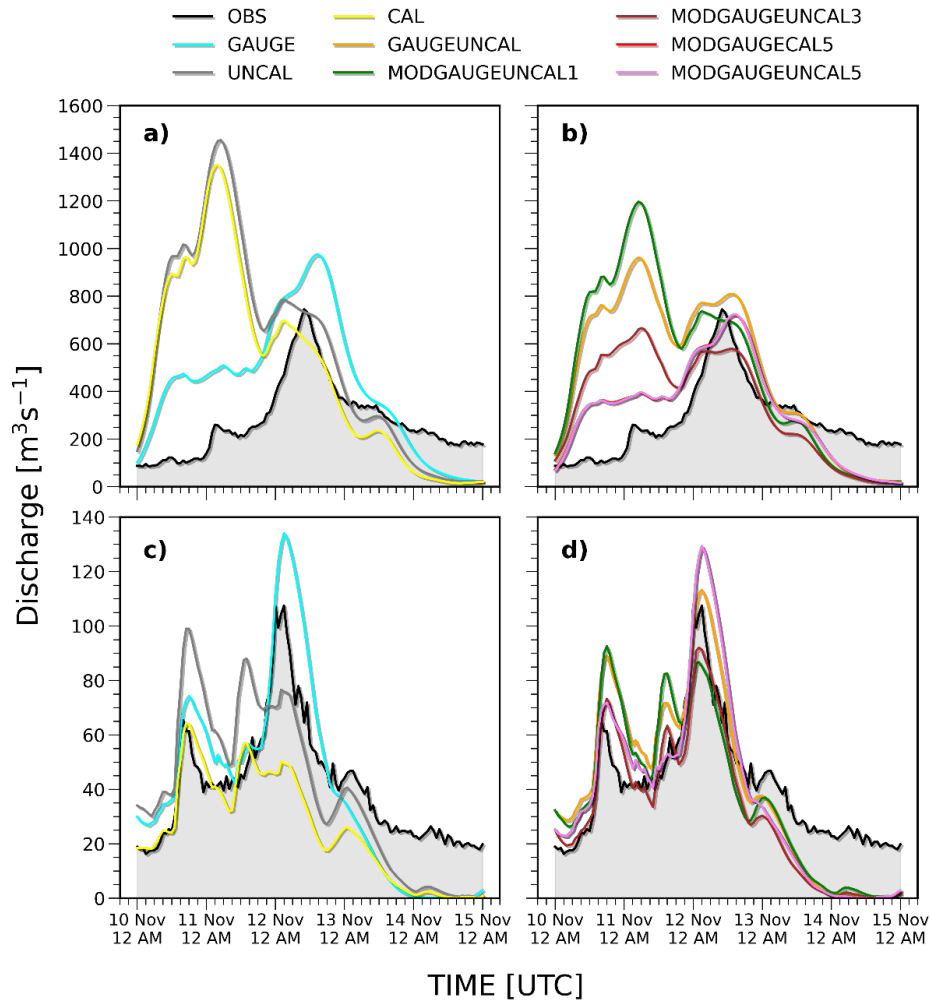 OBS CAL MODGAUGEUNCAL3
GAUGE GAUGEUNCAL MODGAUGECAL5
UNCAL MODGAUGEUNCAL1 MODGAUGEUNCAL5
a) b)
1600
1400
1200
1000
800
600
400
200
0
Discharge [m³s⁻¹]
c) d)
140
120
100
80
60
40
20
0
10 Nov 11 Nov 12 Nov 12 Nov 14 Nov 15 Nov 10 Nov 11 Nov 12 Nov 13 Nov 14 Nov 15 Nov
12 AM 12 AM 12 AM 12 AM 12 AM 12 AM 12 AM 12 AM 12 AM 12 AM 12 AM 12 AM
TIME [UTC]